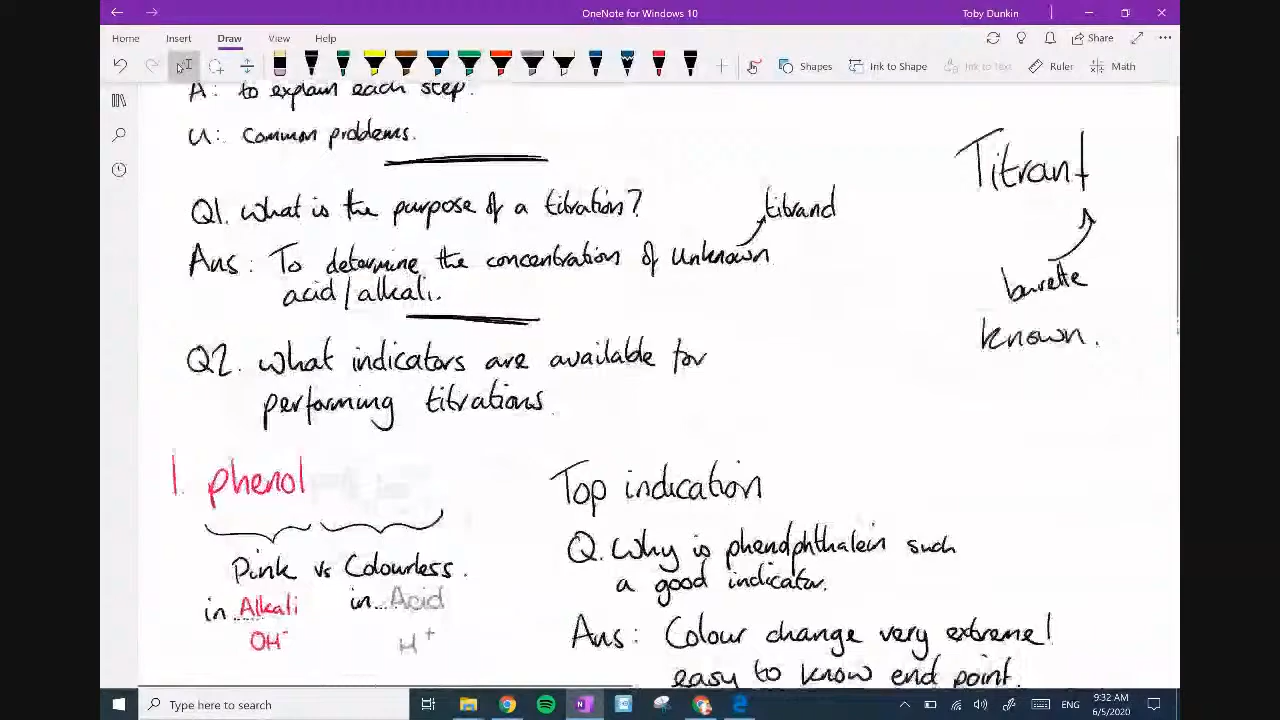 OneNote for Windows 10
Toby Dunkin
Home Insert Draw View Help
Share
Shapes Ink to Shape Ink to Text Ruler Math
A: to explain each step.
U: Common problems.
Titrant
Q1. What is the purpose of a titration?
titrand
Ans: To determine the concentration of unknown
acid/alkali.
burette
known.
Q2. What indicators are available for
performing titrations.
1. phenol
Top indication
Pink vs Colourless.
in...Alkali in...Acid
OH⁻ H⁺
Q. Why is phenolphthalein such
a good indicator.
Ans: Colour change very extreme!
easy to know end point.
Type here to search
ENG
9:32 AM
6/5/2020